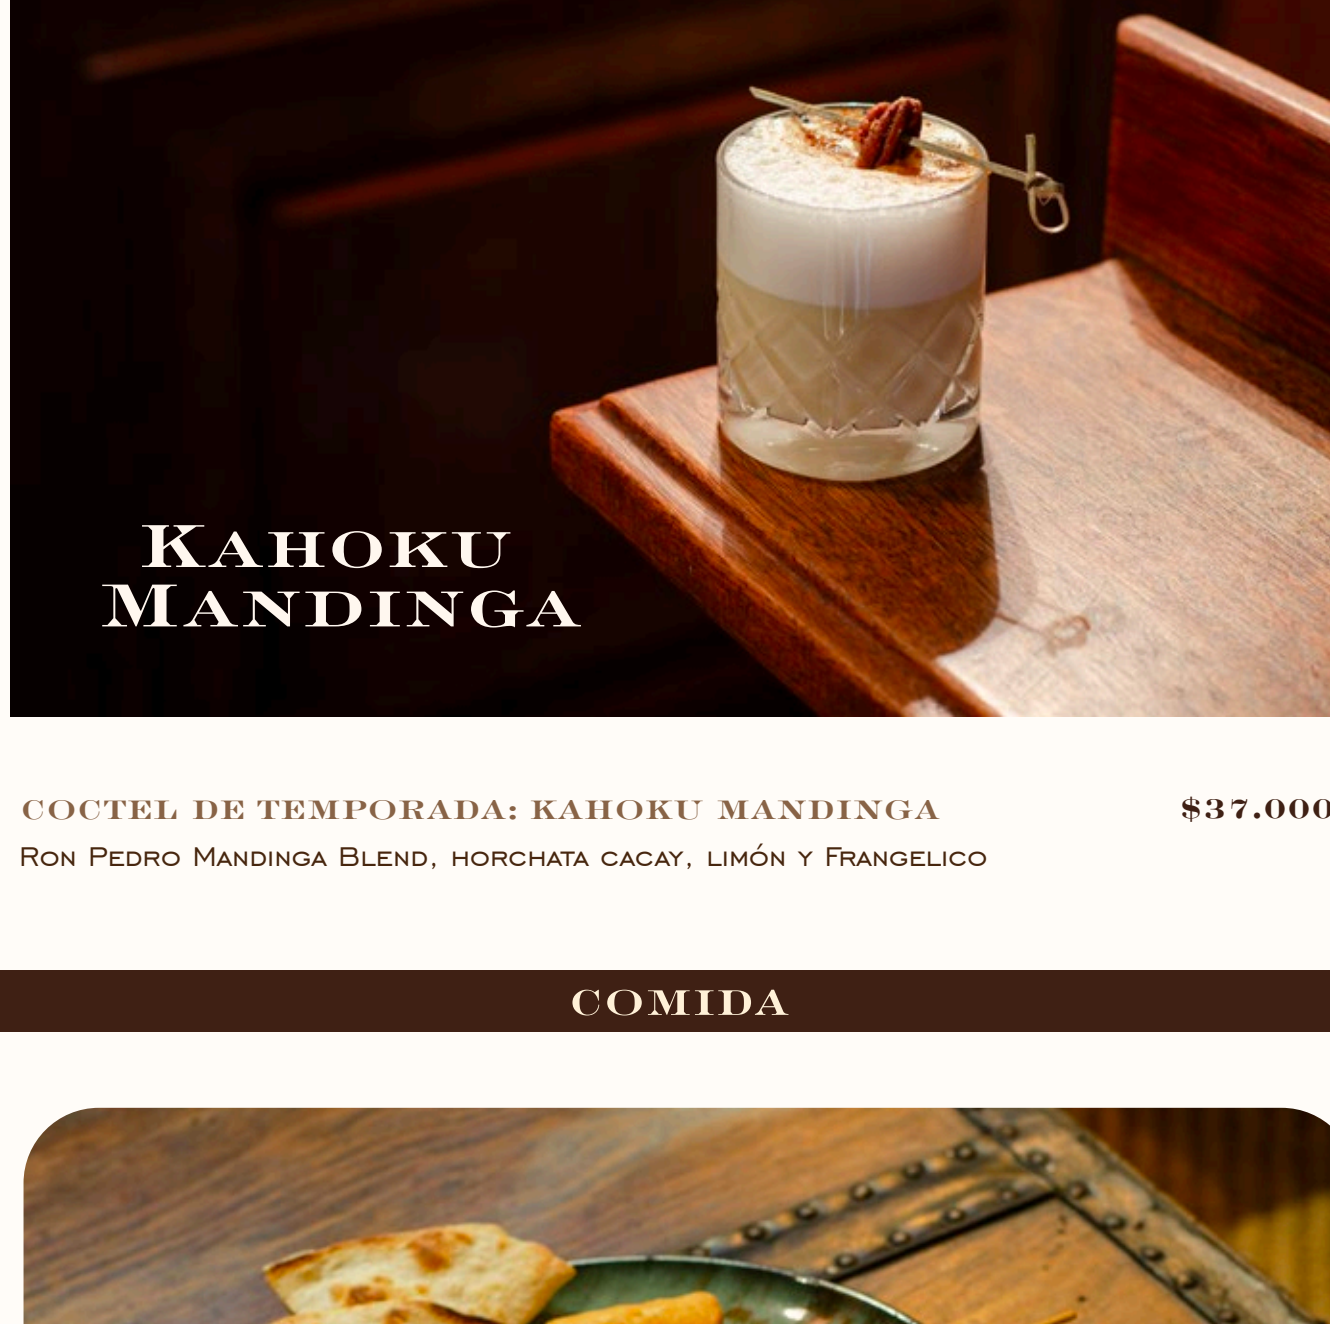 KAHOKU
MANDINGA
COCTEL DE TEMPORADA: KAHOKU MANDINGA
$37.000
RON PEDRO MANDINGA BLEND, HORCHATA CACAY, LIMÓN Y FRANGELICO
COMIDA